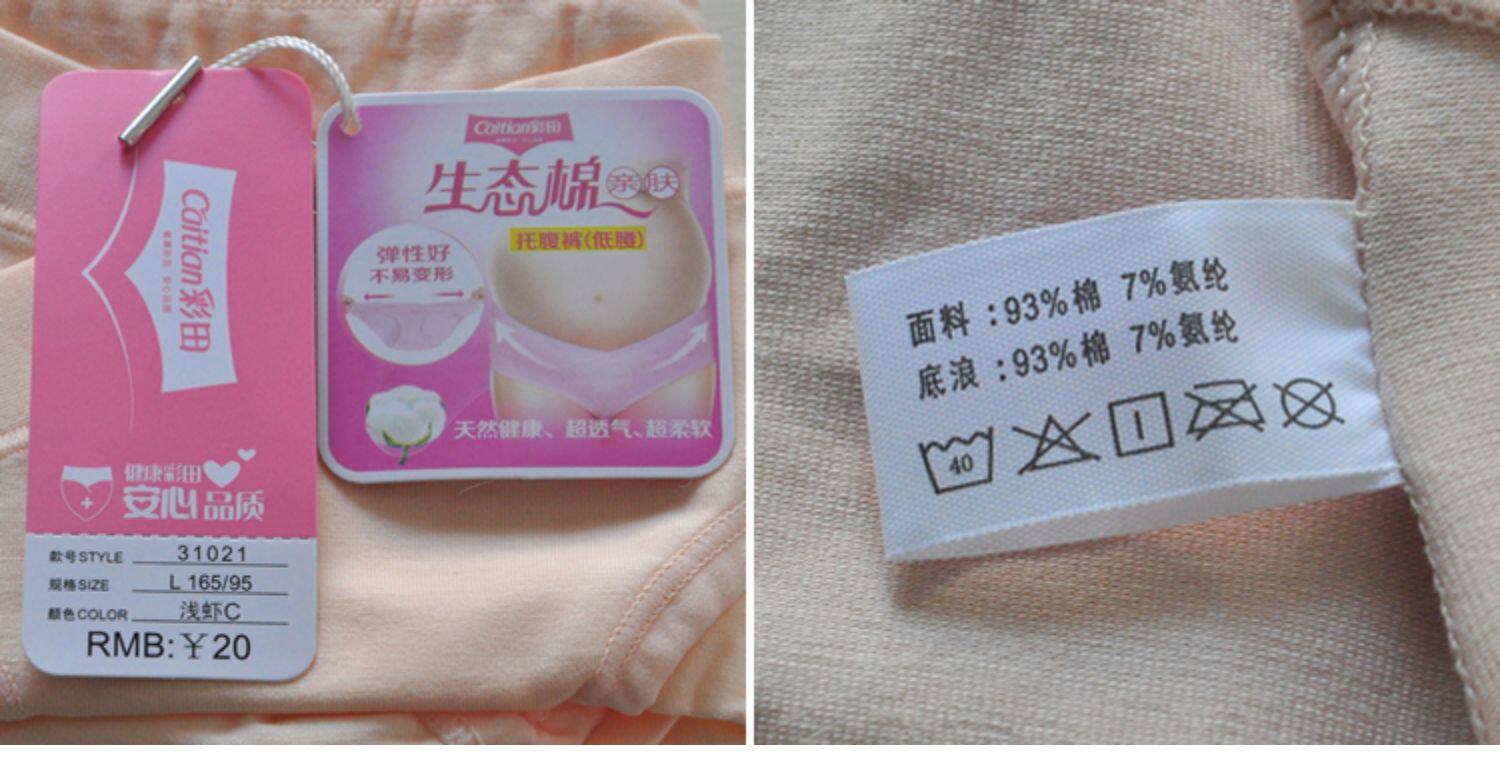 Caitian彩田
健康彩田
安心品质
款号STYLE 31021
规格SIZE L 165/95
颜色COLOR 浅虾C
RMB:￥20
Caitian彩田
生态棉亲肤
托腹裤(低腰)
弹性好
不易变形
天然健康、超透气、超柔软
面料:93%棉 7%氨纶
底浪:93%棉 7%氨纶
40